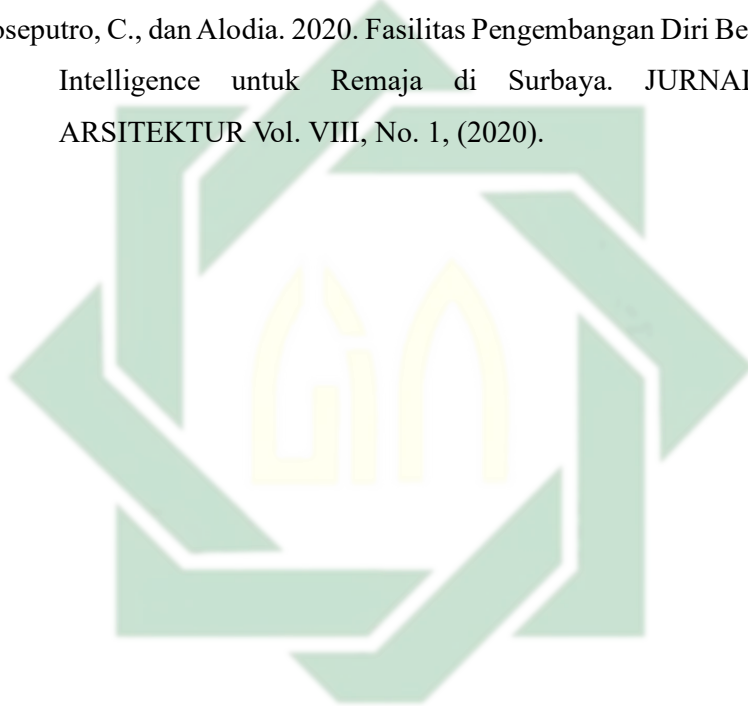 oseputro, C., dan Alodia. 2020. Fasilitas Pengembangan Diri Be
Intelligence untuk Remaja di Surbaya. JURNAL
ARSITEKTUR Vol. VIII, No. 1, (2020).